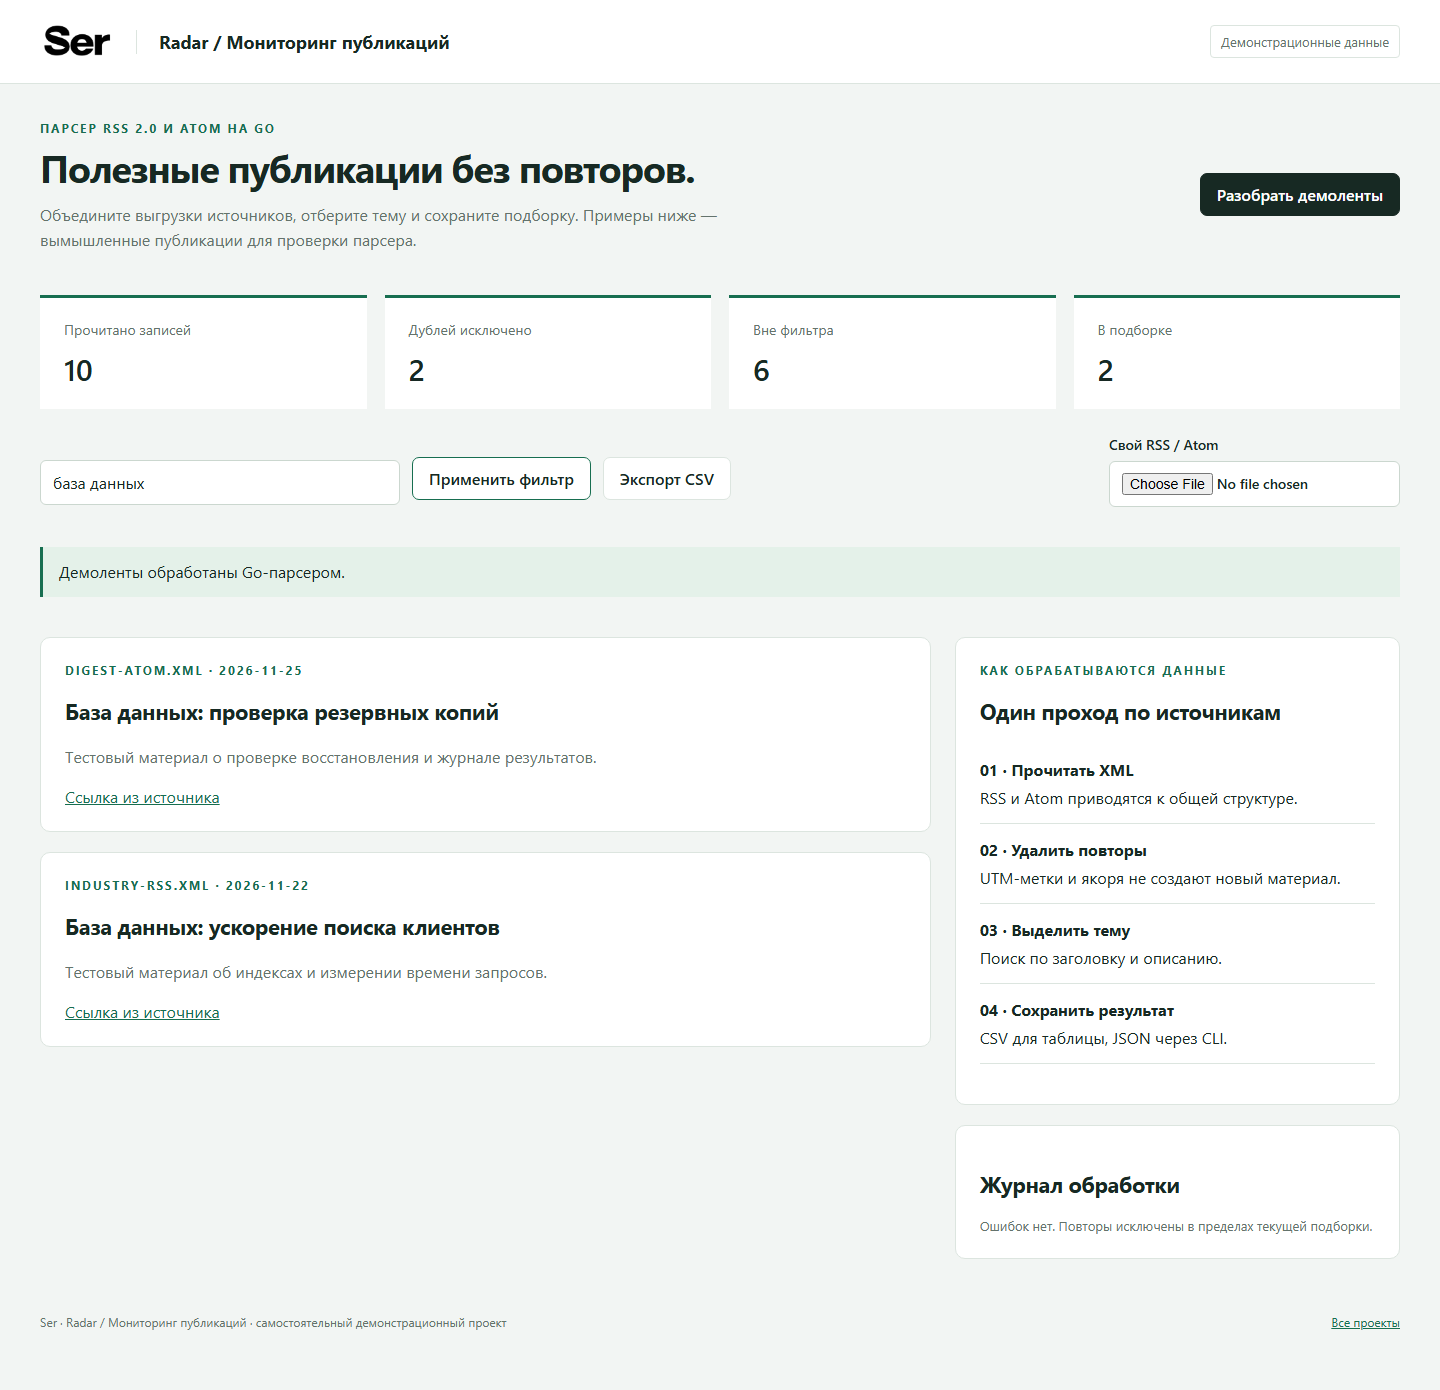 Ser
Radar / Мониторинг публикаций
Демонстрационные данные
ПАРСЕР RSS 2.0 И ATOM НА GO
Полезные публикации без повторов.
Объедините выгрузки источников, отберите тему и сохраните подборку. Примеры ниже —
вымышленные публикации для проверки парсера.
Разобрать демоленты
Прочитано записей
10
Дублей исключено
2
Вне фильтра
6
В подборке
2
база данных
Применить фильтр
Экспорт CSV
Свой RSS / Atom
Choose File No file chosen
Демоленты обработаны Go-парсером.
DIGEST-ATOM.XML · 2026-11-25
База данных: проверка резервных копий
Тестовый материал о проверке восстановления и журнале результатов.
Ссылка из источника
INDUSTRY-RSS.XML · 2026-11-22
База данных: ускорение поиска клиентов
Тестовый материал об индексах и измерении времени запросов.
Ссылка из источника
КАК ОБРАБАТЫВАЮТСЯ ДАННЫЕ
Один проход по источникам
01 · Прочитать XML
RSS и Atom приводятся к общей структуре.
02 · Удалить повторы
UTM-метки и якоря не создают новый материал.
03 · Выделить тему
Поиск по заголовку и описанию.
04 · Сохранить результат
CSV для таблицы, JSON через CLI.
Журнал обработки
Ошибок нет. Повторы исключены в пределах текущей подборки.
Ser · Radar / Мониторинг публикаций · самостоятельный демонстрационный проект
Все проекты